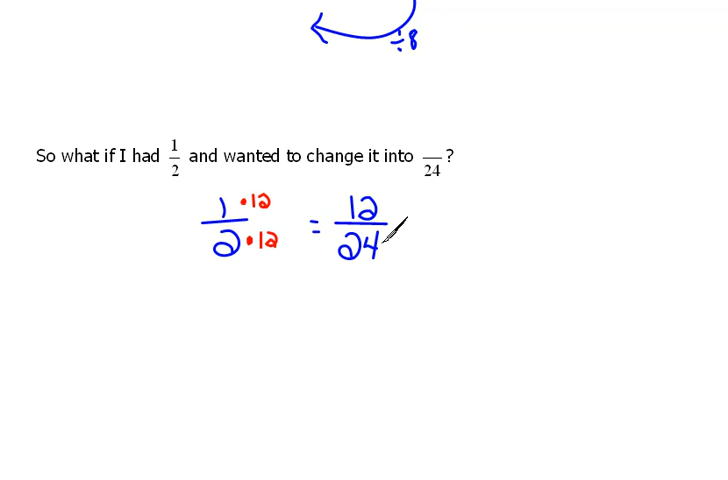 ÷8
So what if I had 1/2 and wanted to change it into __/24 ?
1 • 12 / 2 • 12 = 12 / 24